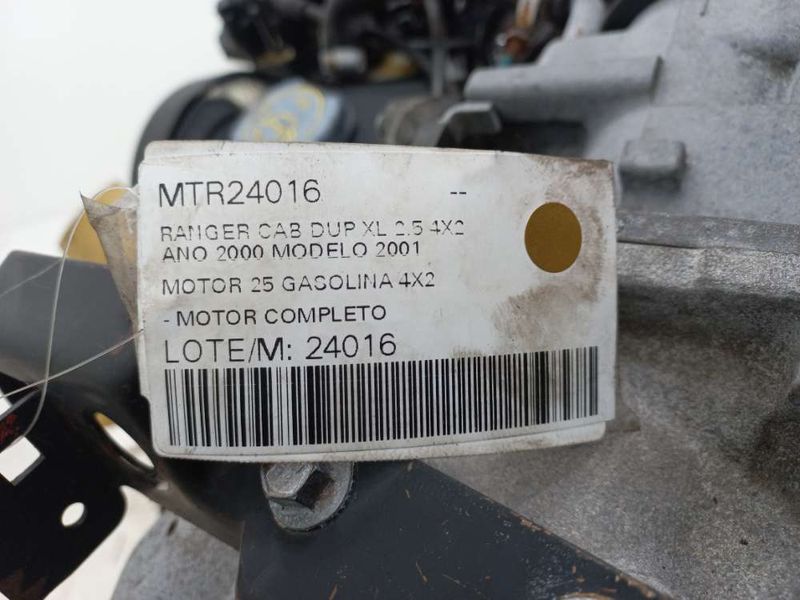 MTR24016 --
RANGER CAB DUP XL 2.5 4X2
ANO 2000 MODELO 2001
MOTOR 25 GASOLINA 4X2
- MOTOR COMPLETO
LOTE/M: 24016